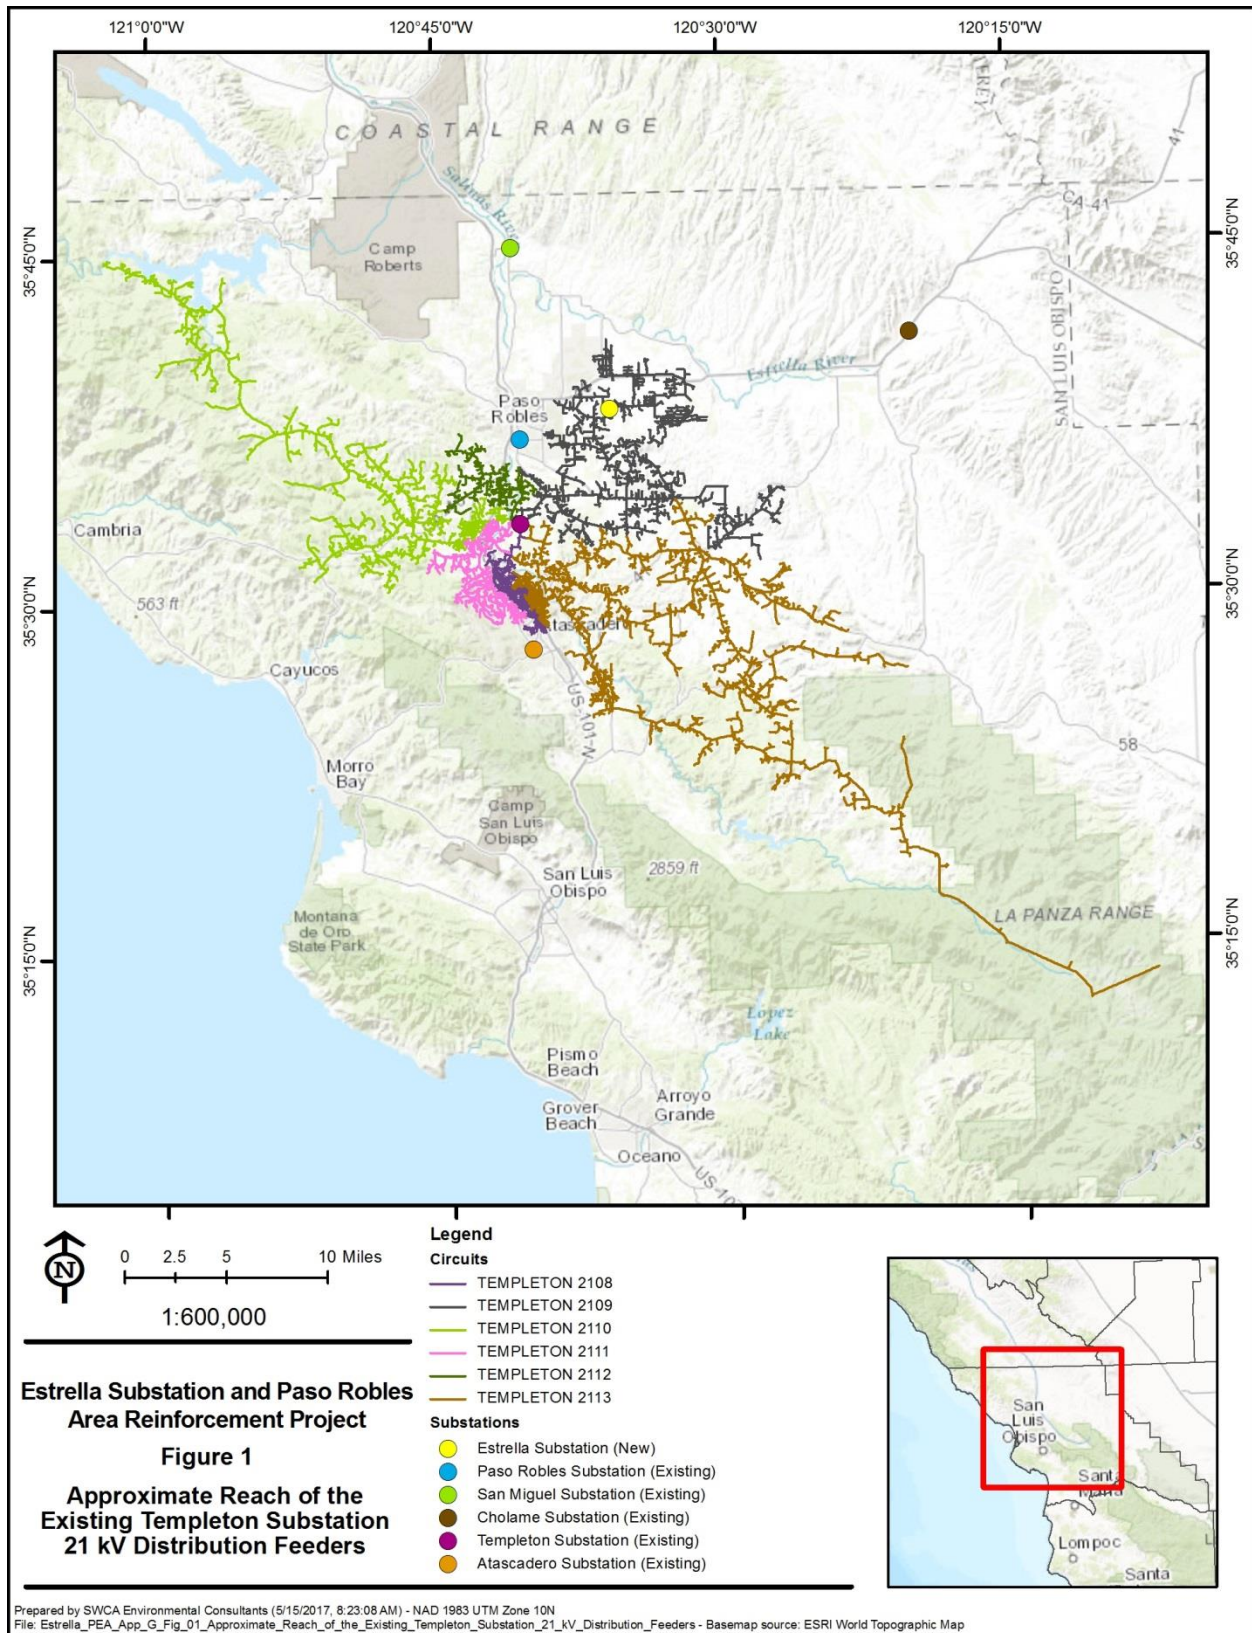 121°0'0"W
120°45'0"W
120°30'0"W
120°15'0"W
COASTAL RANGE
41
Salinas River
CA-41
35°45'0"N
35°45'0"N
Camp
Roberts
SAN LUIS OBISPO
SAN LUIS OBISPO
Estrella River
Paso
Robles
Cambria
35°30'0"N
35°30'0"N
563 ft
Atascadero
Cayucos
US-101 N
58
Morro
Bay
Camp
San Luis
Obispo
2859 ft
San Luis
Obispo
LA PANZA RANGE
Montana
de Oro
State Park
35°15'0"N
35°15'0"N
Lopez
Lake
Pismo
Beach
Arroyo
Grande
Grover
Beach
Oceano
US-10
N
0 2.5 5 10 Miles
1:600,000
Estrella Substation and Paso Robles
Area Reinforcement Project
Figure 1
Approximate Reach of the
Existing Templeton Substation
21 kV Distribution Feeders
Legend
Circuits
TEMPLETON 2108
TEMPLETON 2109
TEMPLETON 2110
TEMPLETON 2111
TEMPLETON 2112
TEMPLETON 2113
Substations
Estrella Substation (New)
Paso Robles Substation (Existing)
San Miguel Substation (Existing)
Cholame Substation (Existing)
Templeton Substation (Existing)
Atascadero Substation (Existing)
San
Luis
Obispo
Santa
Maria
Lompoc
Santa
Prepared by SWCA Environmental Consultants (5/15/2017, 8:23:08 AM) - NAD 1983 UTM Zone 10N
File: Estrella_PEA_App_G_Fig_01_Approximate_Reach_of_the_Existing_Templeton_Substation_21_kV_Distribution_Feeders - Basemap source: ESRI World Topographic Map